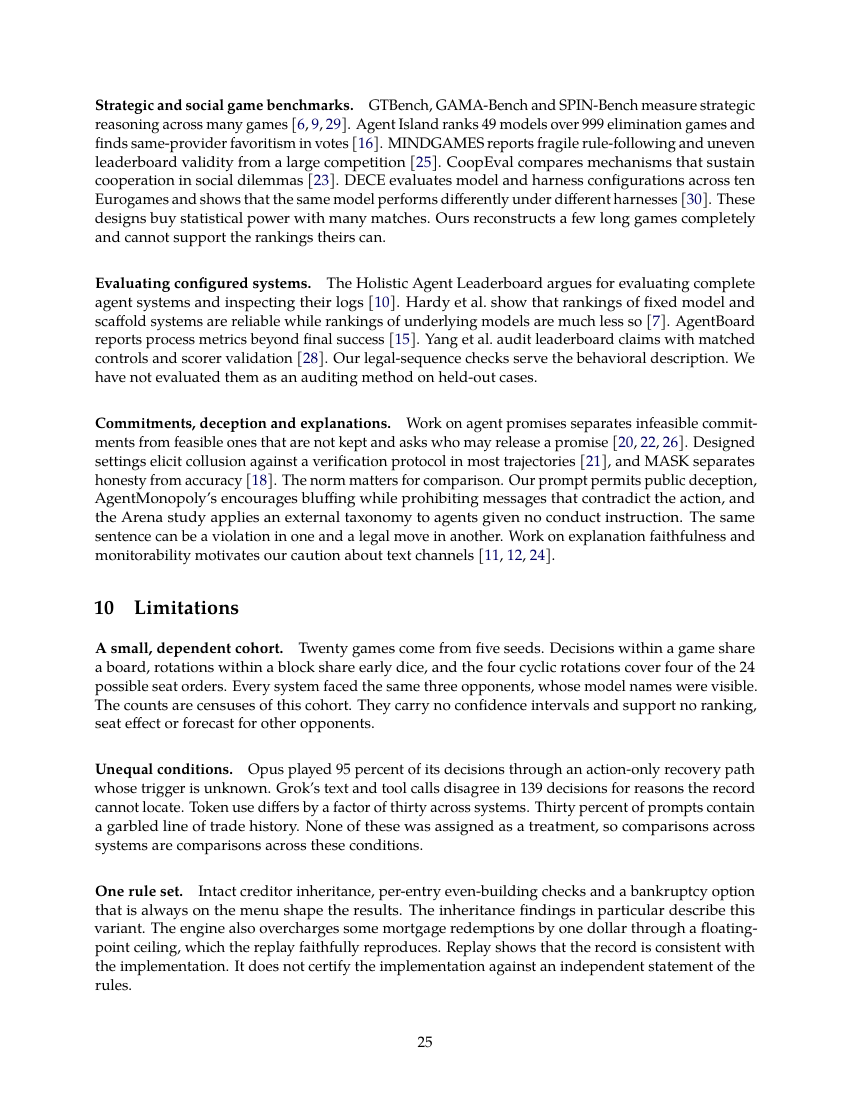 Strategic and social game benchmarks. GTBench, GAMA-Bench and SPIN-Bench measure strategic
reasoning across many games [6, 9, 29]. Agent Island ranks 49 models over 999 elimination games and
finds same-provider favoritism in votes [16]. MINDGAMES reports fragile rule-following and uneven
leaderboard validity from a large competition [25]. CoopEval compares mechanisms that sustain
cooperation in social dilemmas [23]. DECE evaluates model and harness configurations across ten
Eurogames and shows that the same model performs differently under different harnesses [30]. These
designs buy statistical power with many matches. Ours reconstructs a few long games completely
and cannot support the rankings theirs can.
Evaluating configured systems. The Holistic Agent Leaderboard argues for evaluating complete
agent systems and inspecting their logs [10]. Hardy et al. show that rankings of fixed model and
scaffold systems are reliable while rankings of underlying models are much less so [7]. AgentBoard
reports process metrics beyond final success [15]. Yang et al. audit leaderboard claims with matched
controls and scorer validation [28]. Our legal-sequence checks serve the behavioral description. We
have not evaluated them as an auditing method on held-out cases.
Commitments, deception and explanations. Work on agent promises separates infeasible commit-
ments from feasible ones that are not kept and asks who may release a promise [20, 22, 26]. Designed
settings elicit collusion against a verification protocol in most trajectories [21], and MASK separates
honesty from accuracy [18]. The norm matters for comparison. Our prompt permits public deception,
AgentMonopoly's encourages bluffing while prohibiting messages that contradict the action, and
the Arena study applies an external taxonomy to agents given no conduct instruction. The same
sentence can be a violation in one and a legal move in another. Work on explanation faithfulness and
monitorability motivates our caution about text channels [11, 12, 24].
10 Limitations
A small, dependent cohort. Twenty games come from five seeds. Decisions within a game share
a board, rotations within a block share early dice, and the four cyclic rotations cover four of the 24
possible seat orders. Every system faced the same three opponents, whose model names were visible.
The counts are censuses of this cohort. They carry no confidence intervals and support no ranking,
seat effect or forecast for other opponents.
Unequal conditions. Opus played 95 percent of its decisions through an action-only recovery path
whose trigger is unknown. Grok's text and tool calls disagree in 139 decisions for reasons the record
cannot locate. Token use differs by a factor of thirty across systems. Thirty percent of prompts contain
a garbled line of trade history. None of these was assigned as a treatment, so comparisons across
systems are comparisons across these conditions.
One rule set. Intact creditor inheritance, per-entry even-building checks and a bankruptcy option
that is always on the menu shape the results. The inheritance findings in particular describe this
variant. The engine also overcharges some mortgage redemptions by one dollar through a floating-
point ceiling, which the replay faithfully reproduces. Replay shows that the record is consistent with
the implementation. It does not certify the implementation against an independent statement of the
rules.
25